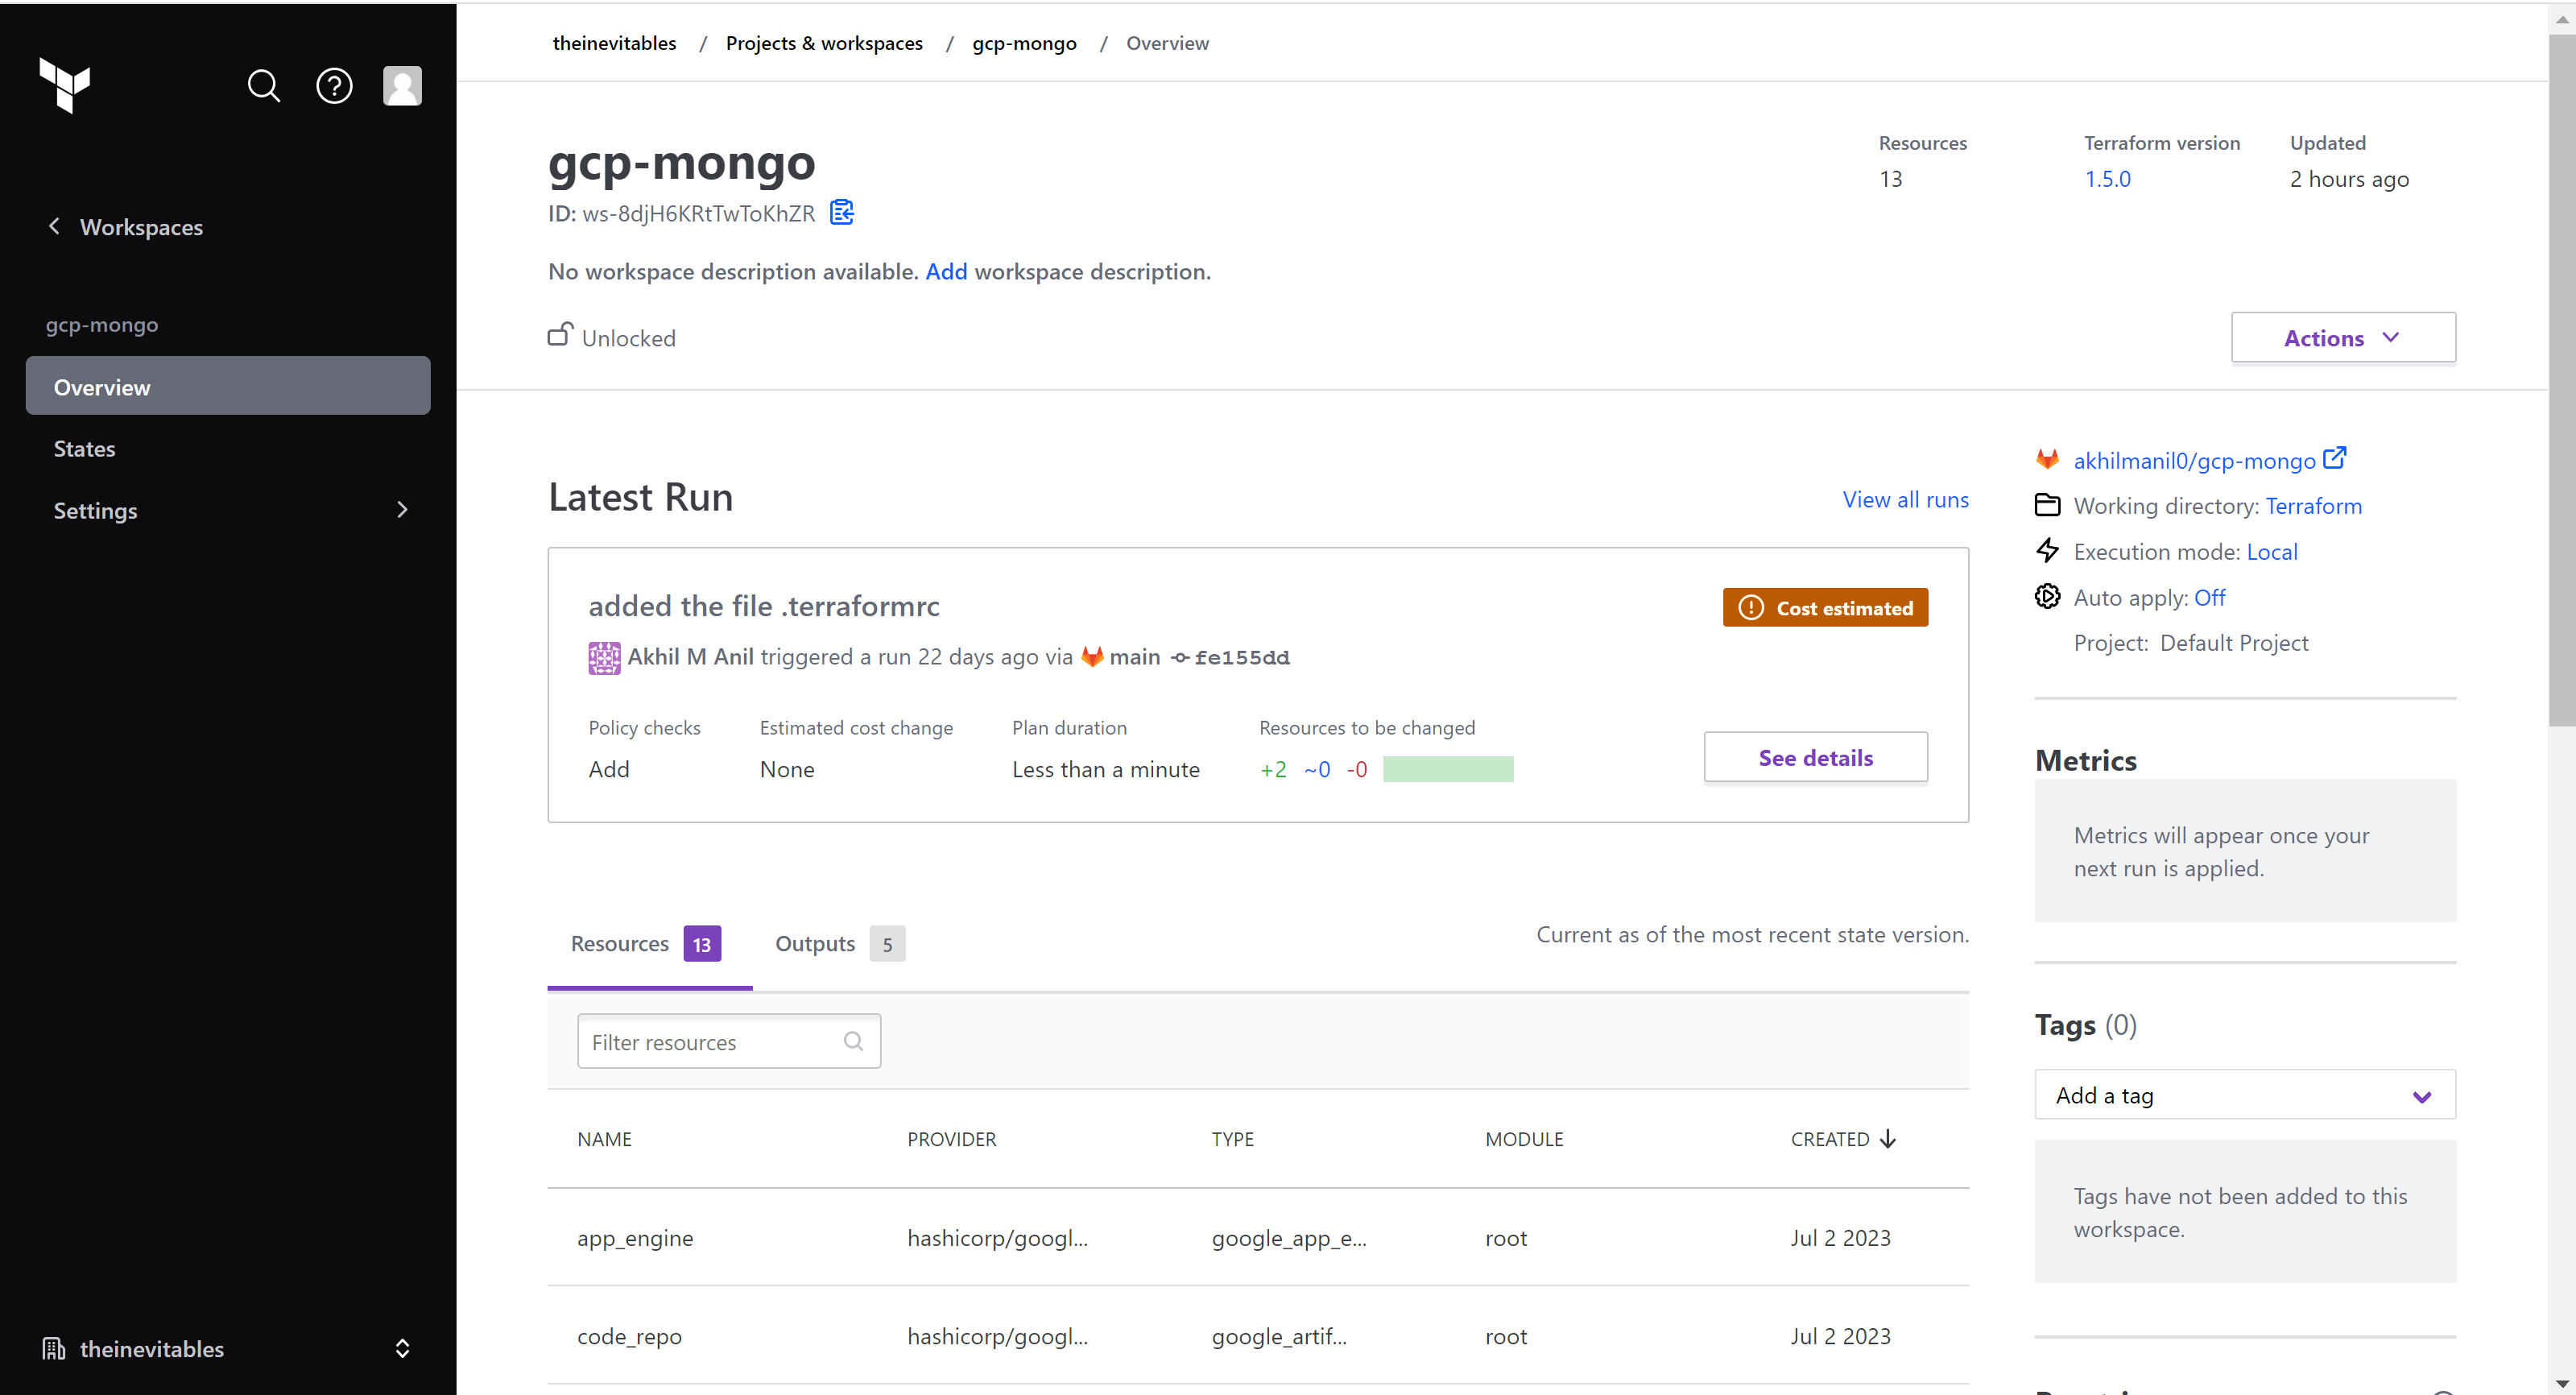 theinevitables / Projects & workspaces / gcp-mongo / Overview
Workspaces
gcp-mongo
Overview
States
Settings
theinevitables
gcp-mongo
ID: ws-8djH6KRtTwToKhZR
No workspace description available. Add workspace description.
Unlocked
Resources
13
Terraform version
1.5.0
Updated
2 hours ago
Actions
Latest Run
View all runs
added the file .terraformrc
Cost estimated
Akhil M Anil triggered a run 22 days ago via main fe155dd
Policy checks Estimated cost change Plan duration Resources to be changed
Add None Less than a minute +2 ~0 -0
See details
Resources 13 Outputs 5
Current as of the most recent state version.
Filter resources
NAME PROVIDER TYPE MODULE CREATED
app_engine hashicorp/googl... google_app_e... root Jul 2 2023
code_repo hashicorp/googl... google_artif... root Jul 2 2023
akhilmanil0/gcp-mongo
Working directory: Terraform
Execution mode: Local
Auto apply: Off
Project: Default Project
Metrics
Metrics will appear once your
next run is applied.
Tags (0)
Add a tag
Tags have not been added to this
workspace.